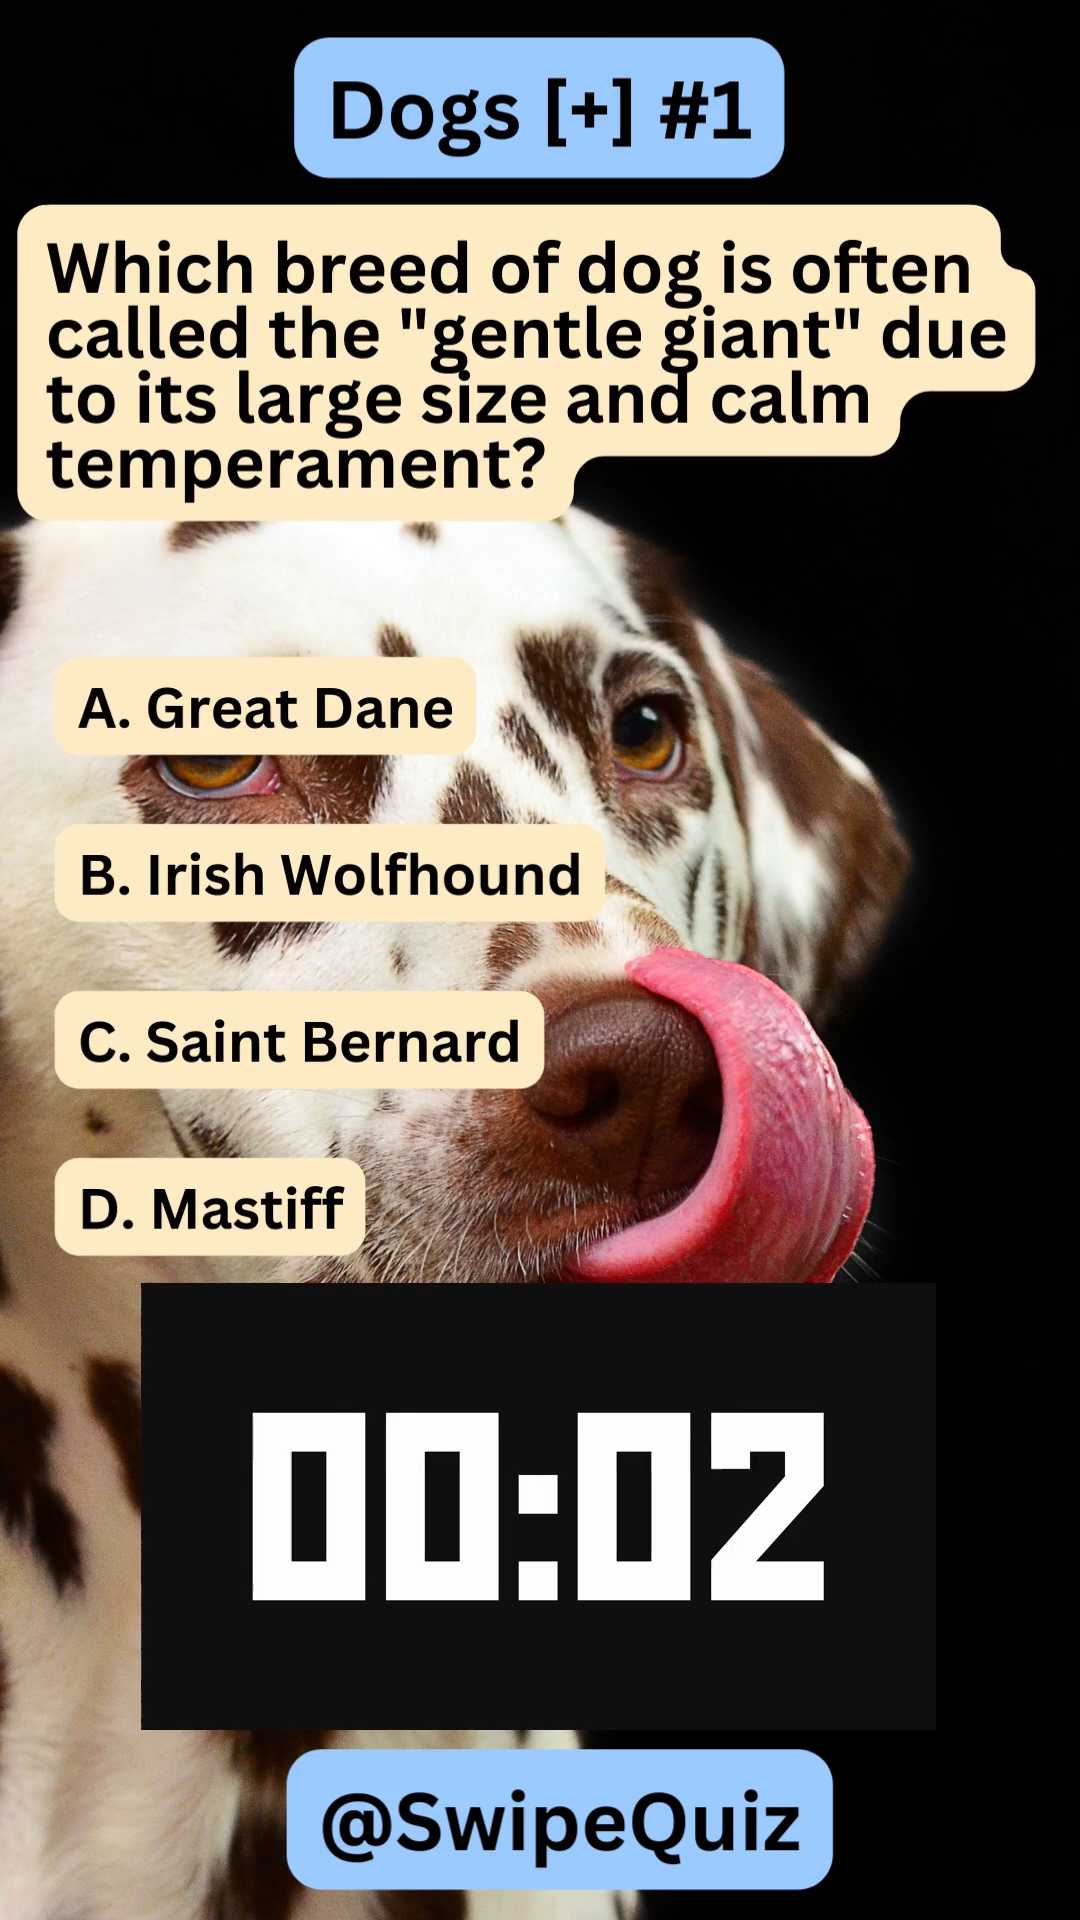 Dogs [+] #1
Which breed of dog is often
called the "gentle giant" due
to its large size and calm
temperament?
A. Great Dane
B. Irish Wolfhound
C. Saint Bernard
D. Mastiff
00:02
@SwipeQuiz